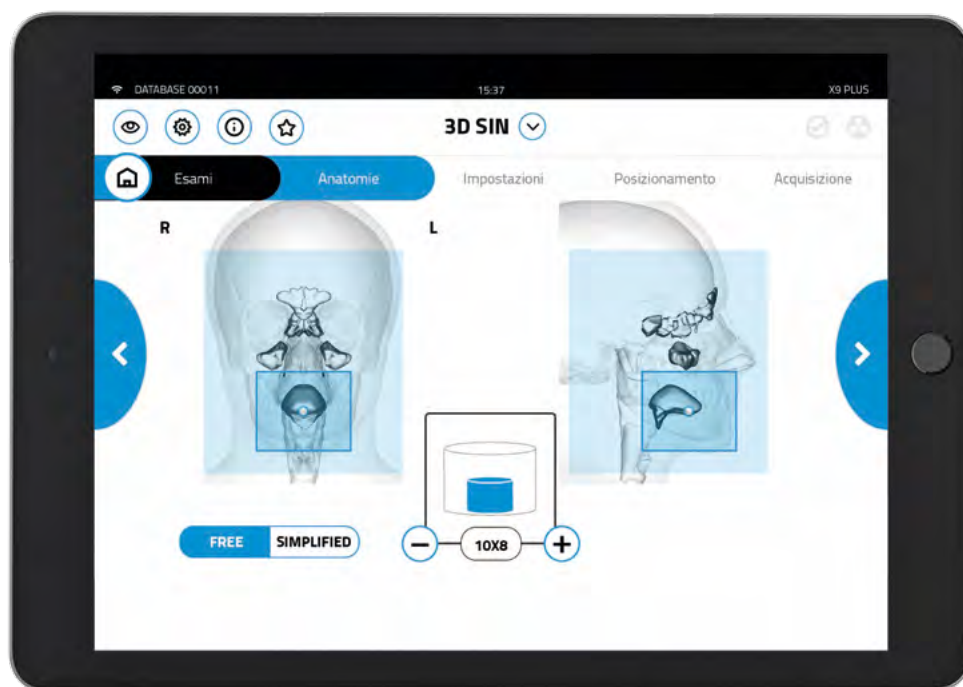 DATABASE 00011 15:37 X9 PLUS
3D SIN
Esami Anatomie Impostazioni Posizionamento Acquisizione
R L
FREE SIMPLIFIED 10X8